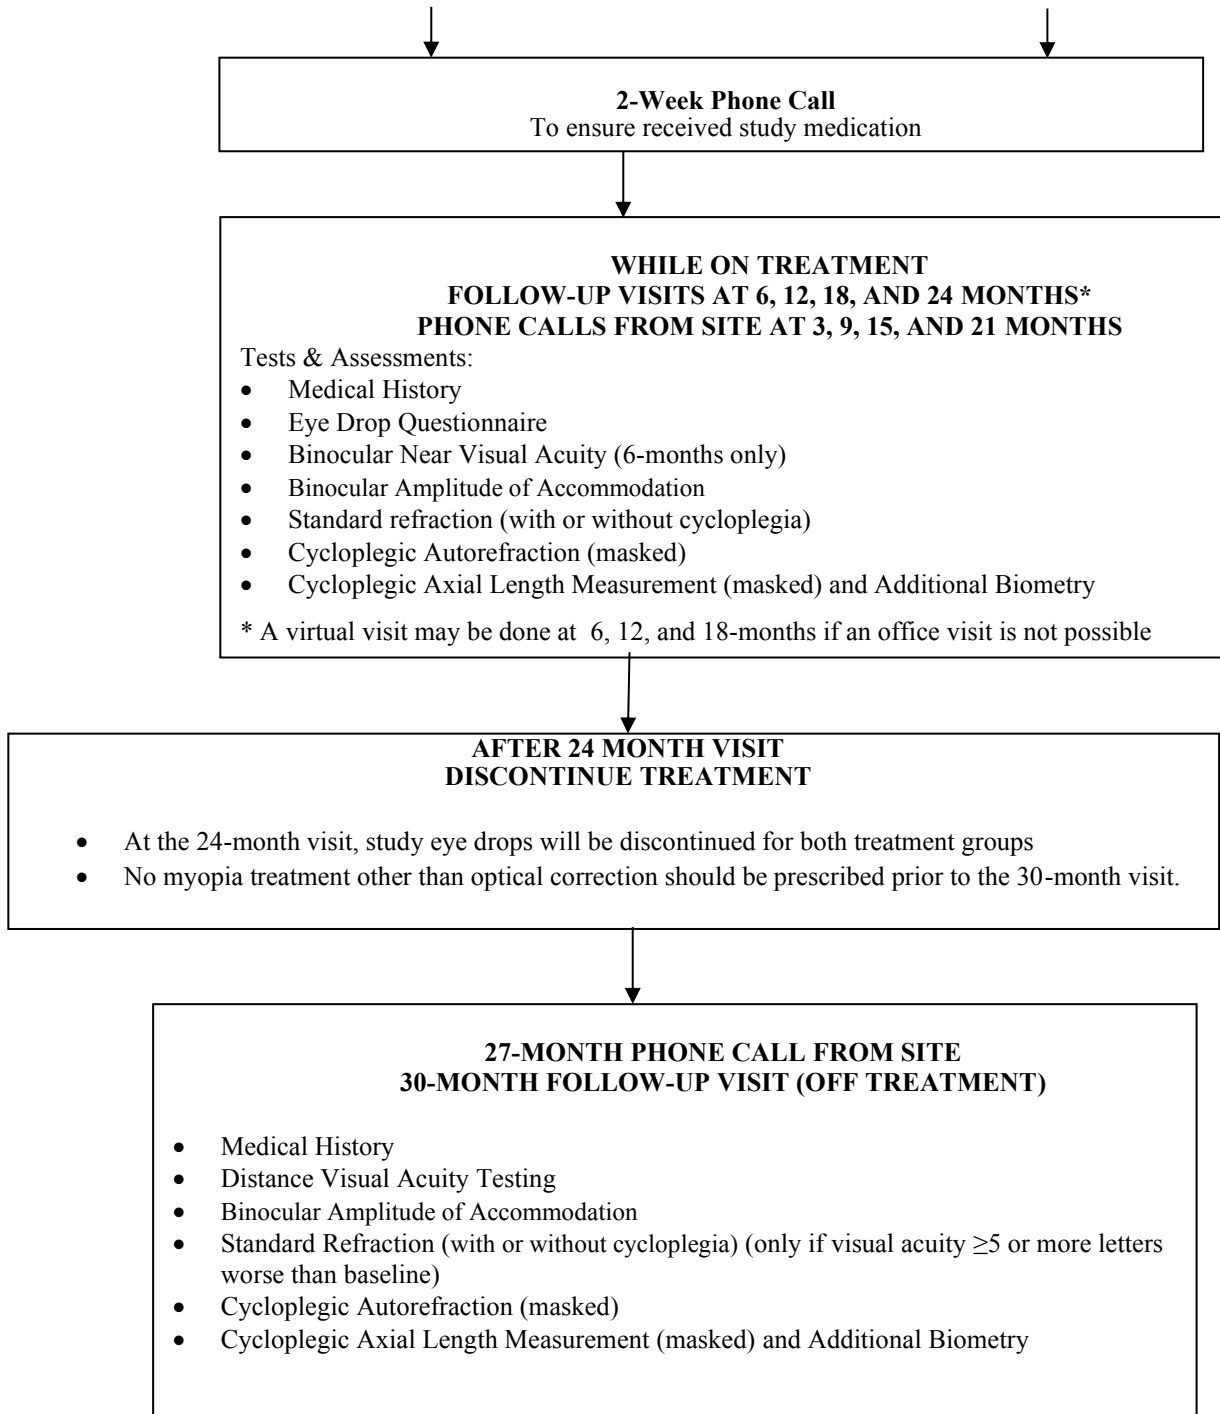 2-Week Phone Call
To ensure received study medication
WHILE ON TREATMENT
FOLLOW-UP VISITS AT 6, 12, 18, AND 24 MONTHS*
PHONE CALLS FROM SITE AT 3, 9, 15, AND 21 MONTHS
Tests & Assessments:
• Medical History
• Eye Drop Questionnaire
• Binocular Near Visual Acuity (6-months only)
• Binocular Amplitude of Accommodation
• Standard refraction (with or without cycloplegia)
• Cycloplegic Autorefraction (masked)
• Cycloplegic Axial Length Measurement (masked) and Additional Biometry
* A virtual visit may be done at 6, 12, and 18-months if an office visit is not possible
AFTER 24 MONTH VISIT
DISCONTINUE TREATMENT
• At the 24-month visit, study eye drops will be discontinued for both treatment groups
• No myopia treatment other than optical correction should be prescribed prior to the 30-month visit.
27-MONTH PHONE CALL FROM SITE
30-MONTH FOLLOW-UP VISIT (OFF TREATMENT)
• Medical History
• Distance Visual Acuity Testing
• Binocular Amplitude of Accommodation
• Standard Refraction (with or without cycloplegia) (only if visual acuity ≥5 or more letters
worse than baseline)
• Cycloplegic Autorefraction (masked)
• Cycloplegic Axial Length Measurement (masked) and Additional Biometry